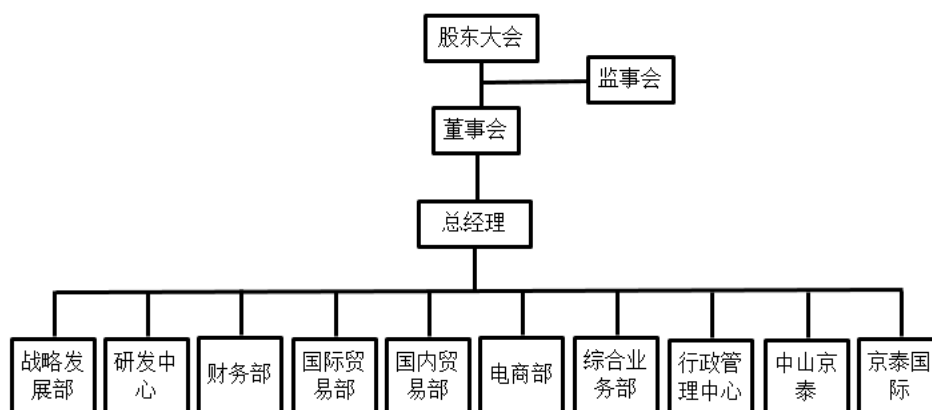 股东大会
监事会
董事会
总经理
战略发
展部
研发中
心
财务部
国际贸
易部
国内贸
易部
电商部
综合业
务部
行政管
理中心
中山京
泰
京泰国
际